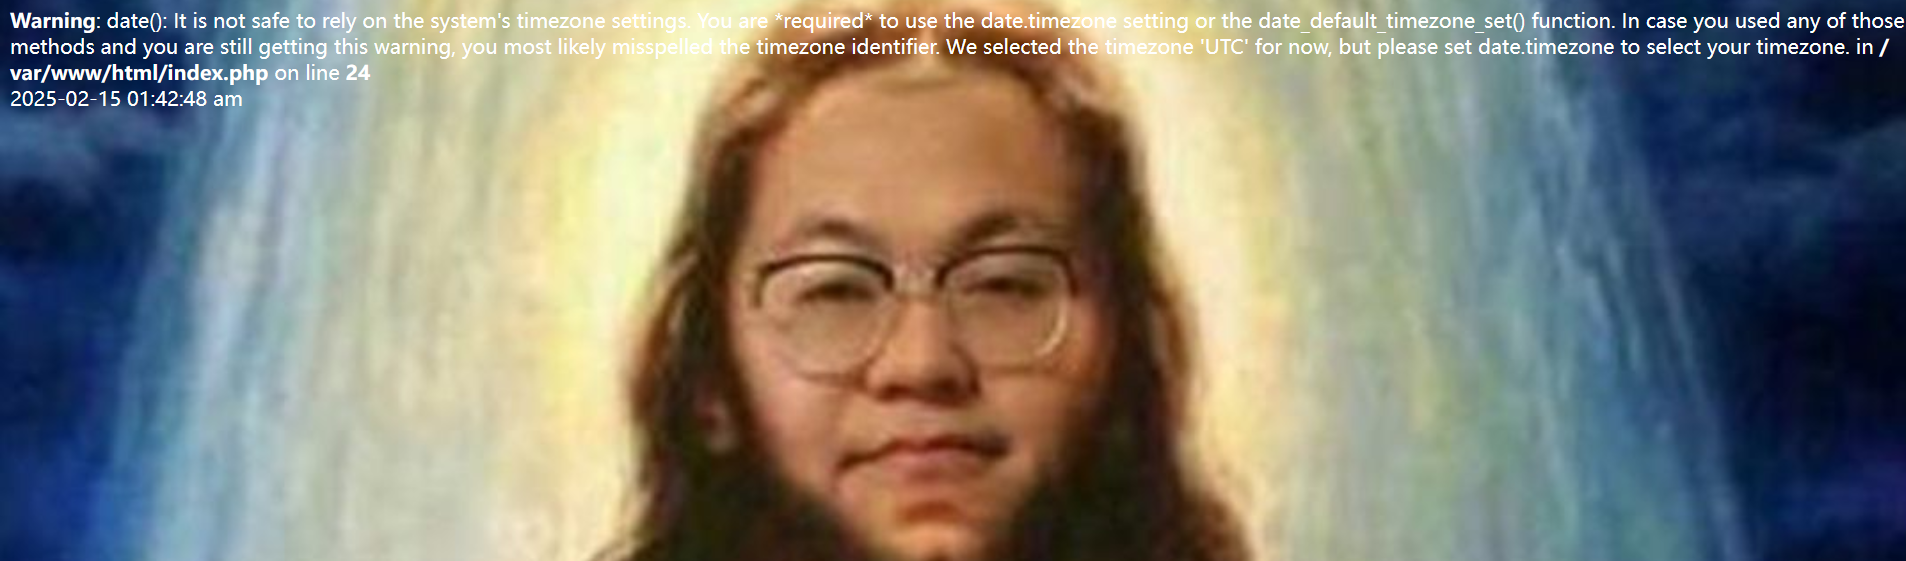 Warning: date(): It is not safe to rely on the system's timezone settings. You are *required* to use the date.timezone setting or the date_default_timezone_set() function. In case you used any of those
methods and you are still getting this warning, you most likely misspelled the timezone identifier. We selected the timezone 'UTC' for now, but please set date.timezone to select your timezone. in /
var/www/html/index.php on line 24
2025-02-15 01:42:48 am